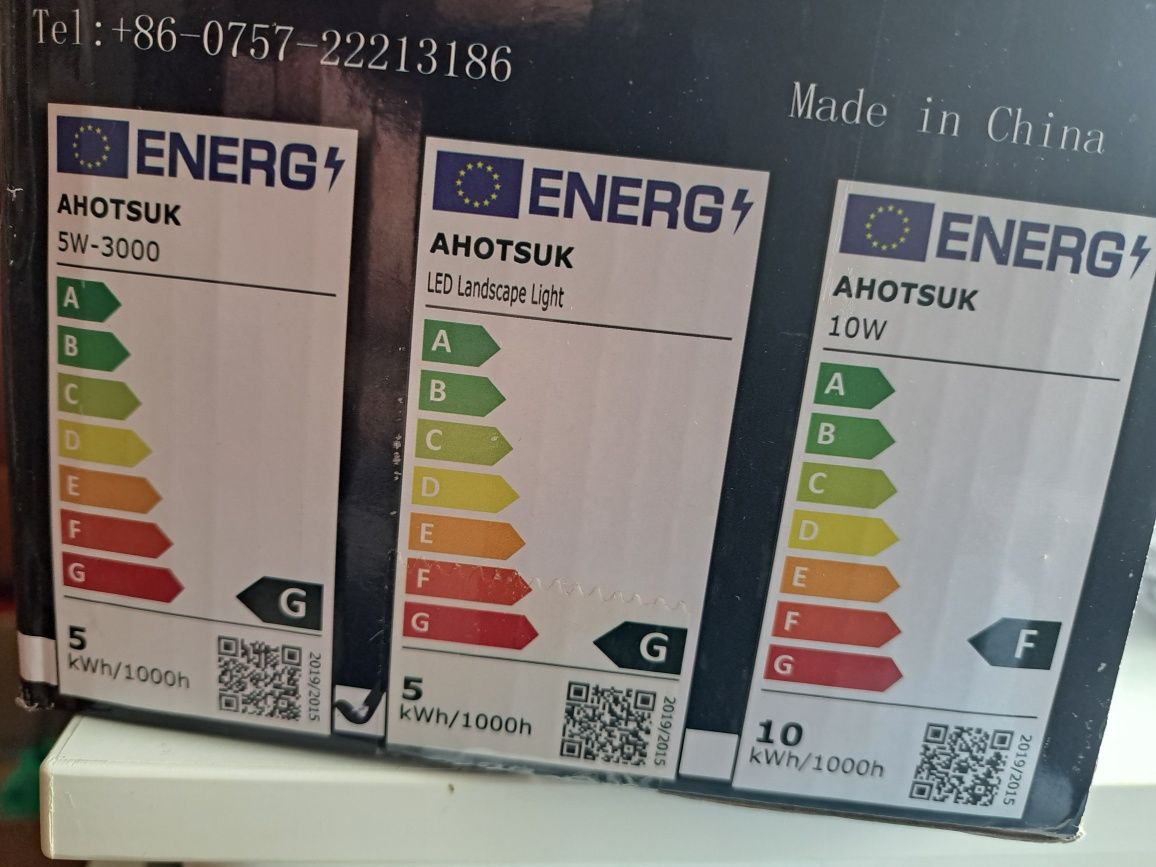 Tel:+86-0757-22213186
Made in China
ENERG
AHOTSUK
5W-3000
A
B
C
D
E
F
G
G
5
kWh/1000h
2019/2015
ENERG
AHOTSUK
LED Landscape Light
A
B
C
D
E
F
G
G
5
kWh/1000h
2019/2015
ENERG
AHOTSUK
10W
A
B
C
D
E
F
G
F
10
kWh/1000h
2019/2015